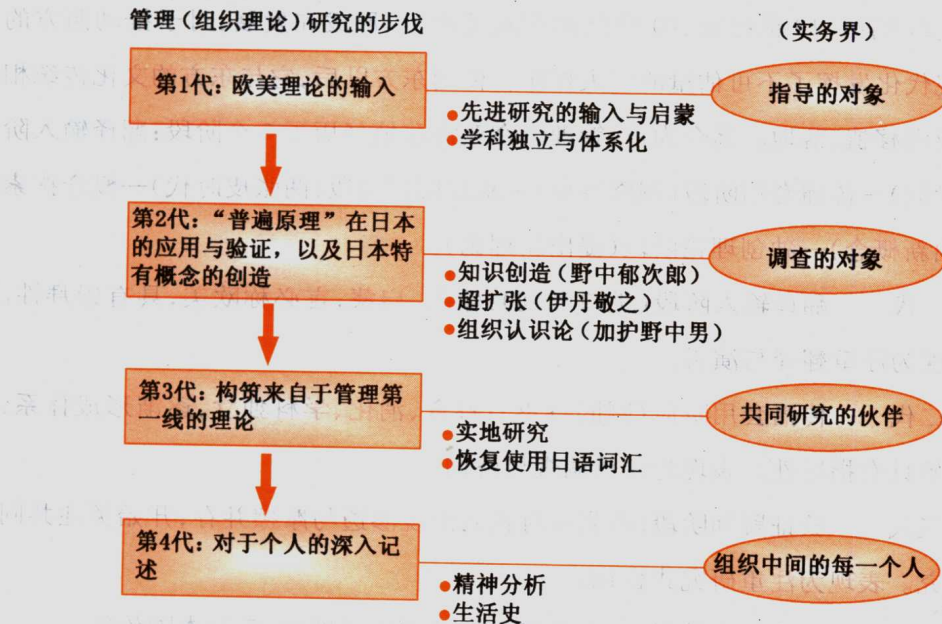 管理（组织理论）研究的步伐
（实务界）
第1代：欧美理论的输入
指导的对象
●先进研究的输入与启蒙
●学科独立与体系化
第2代：“普遍原理”在日本
的应用与验证，以及日本特
有概念的创造
调查的对象
●知识创造（野中郁次郎）
●超扩张（伊丹敬之）
●组织认识论（加护野中男）
第3代：构筑来自于管理第
一线的理论
共同研究的伙伴
●实地研究
●恢复使用日语词汇
第4代：对于个人的深入记
述
组织中间的每一个人
●精神分析
●生活史